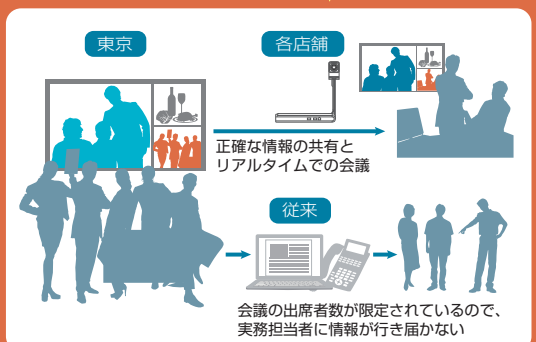 東京
各店舗
正確な情報の共有と
リアルタイムでの会議
従来
会議の出席者数が限定されているので、
実務担当者に情報が行き届かない